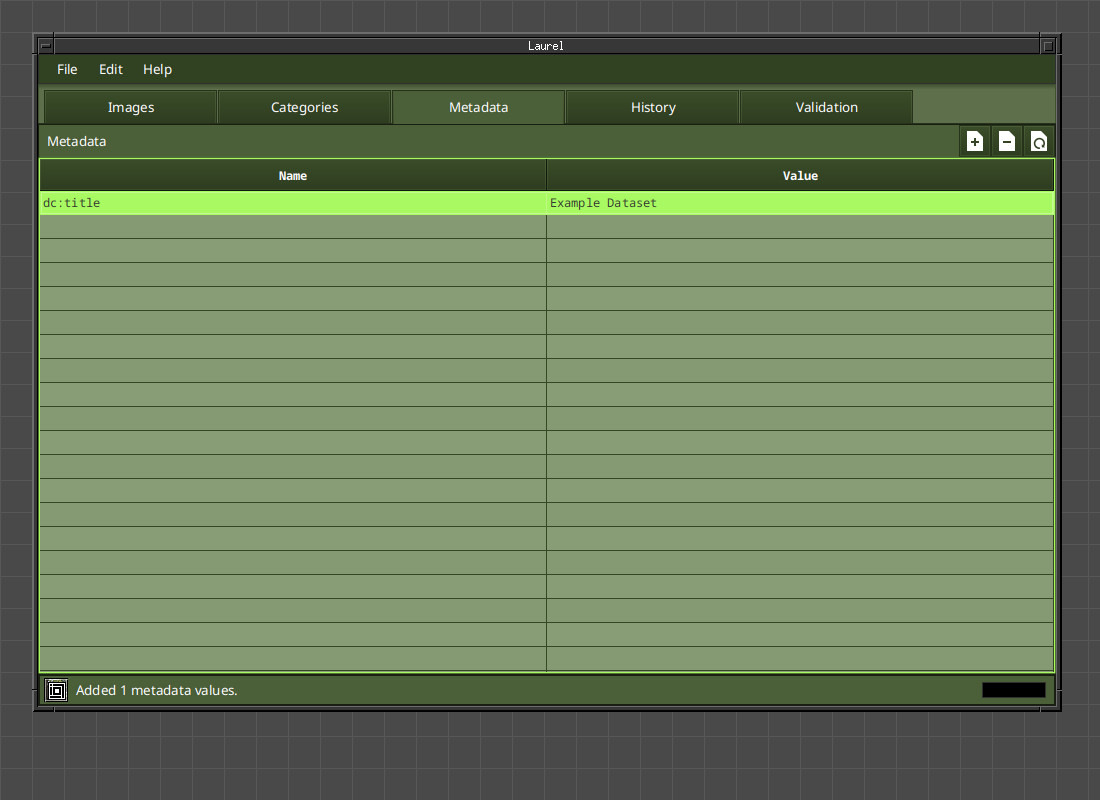 Laurel
File Edit Help
Images Categories Metadata History Validation
Metadata
Name Value
dc:title Example Dataset
Added 1 metadata values.